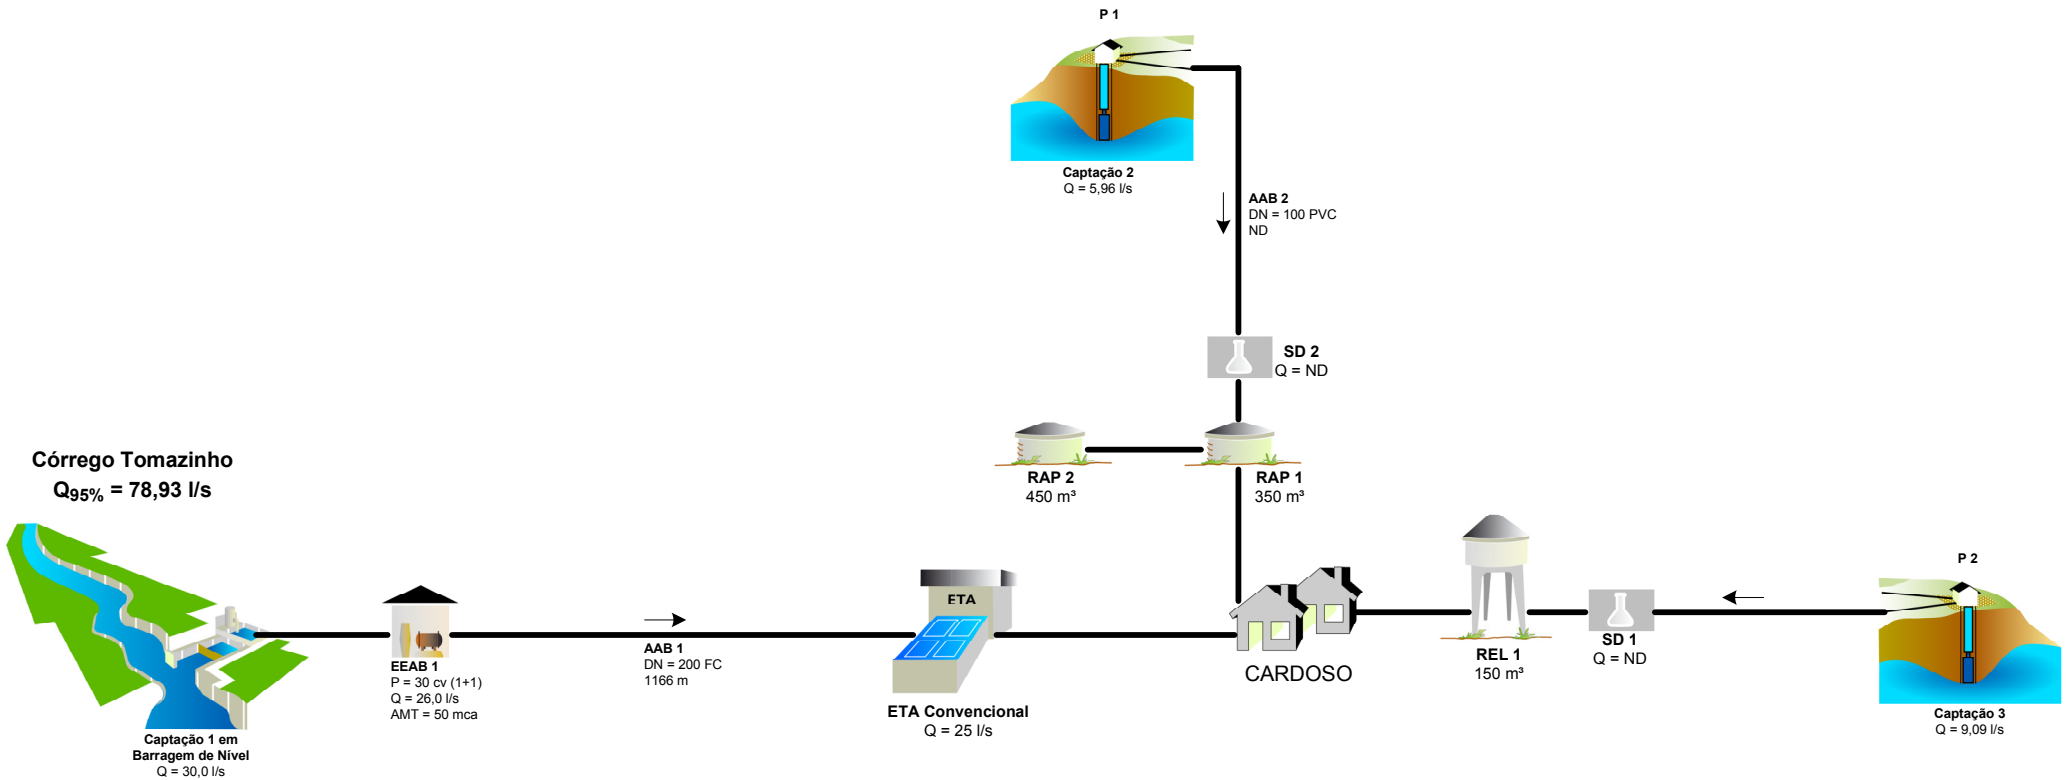 P 1
Captação 2
Q = 5,96 l/s
AAB 2
DN = 100 PVC
ND
SD 2
Q = ND
RAP 2
450 m³
RAP 1
350 m³
Córrego Tomazinho
Q95% = 78,93 l/s
Captação 1 em
Barragem de Nível
Q = 30,0 l/s
EEAB 1
P = 30 cv (1+1)
Q = 26,0 l/s
AMT = 50 mca
AAB 1
DN = 200 FC
1166 m
ETA
ETA Convencional
Q = 25 l/s
CARDOSO
REL 1
150 m³
SD 1
Q = ND
P 2
Captação 3
Q = 9,09 l/s